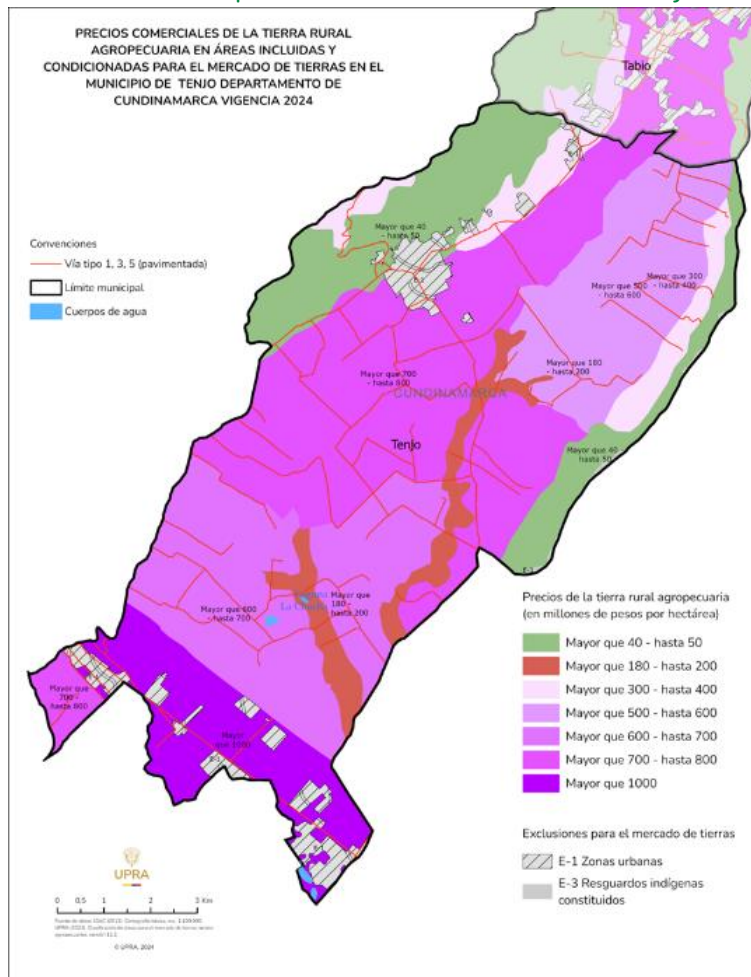 PRECIOS COMERCIALES DE LA TIERRA RURAL
AGROPECUARIA EN ÁREAS INCLUIDAS Y
CONDICIONADAS PARA EL MERCADO DE TIERRAS EN EL
MUNICIPIO DE TENJO DEPARTAMENTO DE
CUNDINAMARCA VIGENCIA 2024
Tabio
Convenciones
Vía tipo 1, 3, 5 (pavimentada)
Límite municipal
Cuerpos de agua
Mayor que 40
- hasta 50
E-1
Mayor que 300
- hasta 400
Mayor que 500
- hasta 600
Mayor que 180
- hasta 200
Mayor que 700
- hasta 800
CUNDINAMARCA
Tenjo
Mayor que 40
- hasta 50
E-1
Mayor que
180 -
hasta 200
La
Mayor que 600
- hasta 700
Mayor que
700 -
hasta 800
Mayor
que 1000
E-1
Precios de la tierra rural agropecuaria
(en millones de pesos por hectárea)
Mayor que 40 - hasta 50
Mayor que 180 - hasta 200
Mayor que 300 - hasta 400
Mayor que 500 - hasta 600
Mayor que 600 - hasta 700
Mayor que 700 - hasta 800
Mayor que 1000
Exclusiones para el mercado de tierras
E-1 Zonas urbanas
E-3 Resguardos indígenas
constituidos
UPRA
0 0.5 1 2 3 Km
© UPRA, 2024